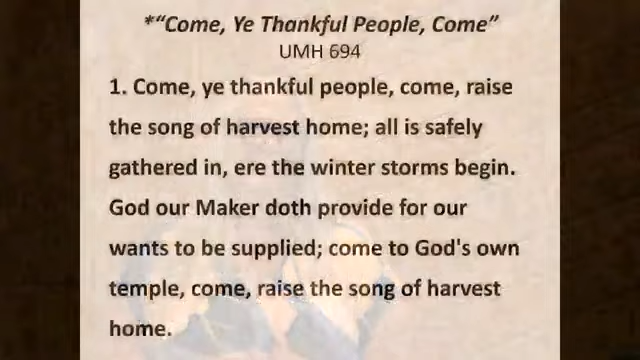 *“Come, Ye Thankful People, Come”
UMH 694
1. Come, ye thankful people, come, raise
the song of harvest home; all is safely
gathered in, ere the winter storms begin.
God our Maker doth provide for our
wants to be supplied; come to God's own
temple, come, raise the song of harvest
home.